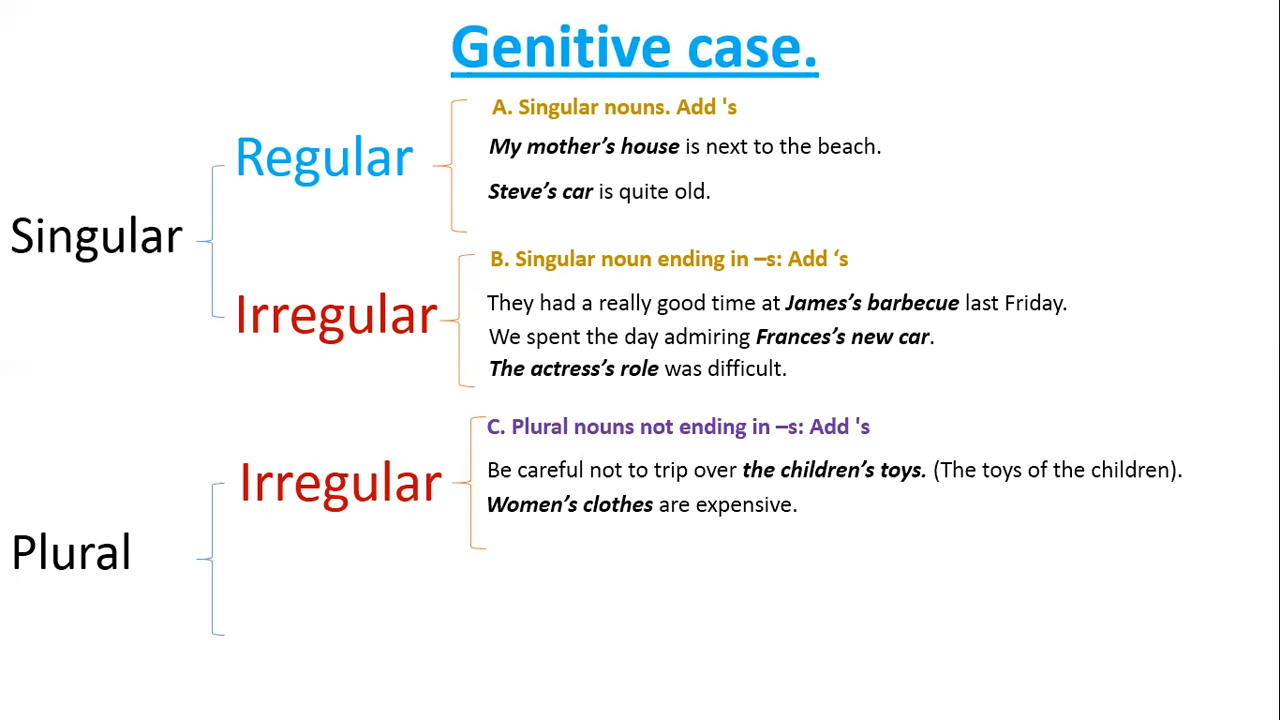 Genitive case.
A. Singular nouns. Add 's
Regular
My mother’s house is next to the beach.
Steve’s car is quite old.
Singular
B. Singular noun ending in –s: Add ‘s
Irregular
They had a really good time at James’s barbecue last Friday.
We spent the day admiring Frances’s new car.
The actress’s role was difficult.
C. Plural nouns not ending in –s: Add 's
Irregular
Be careful not to trip over the children’s toys. (The toys of the children).
Women’s clothes are expensive.
Plural